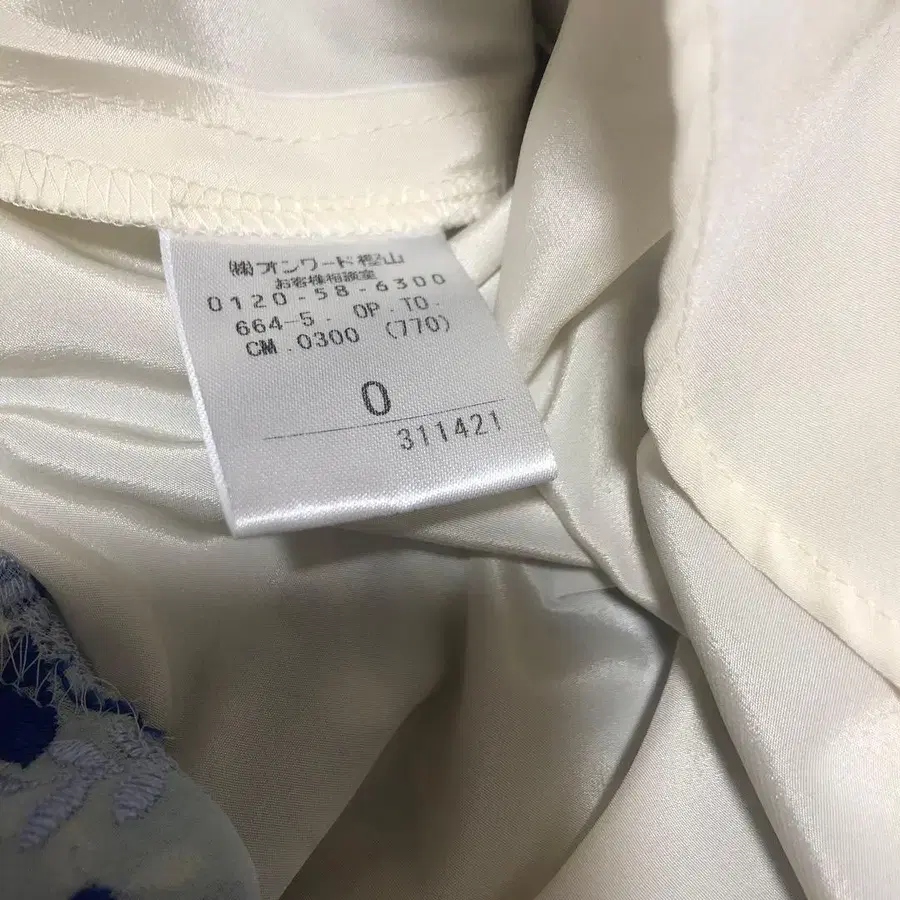 ㈱オンワード樫山
お客様相談室
0120-58-6300
664-5. OP.TO.
CM.0300 (770)
0
311421